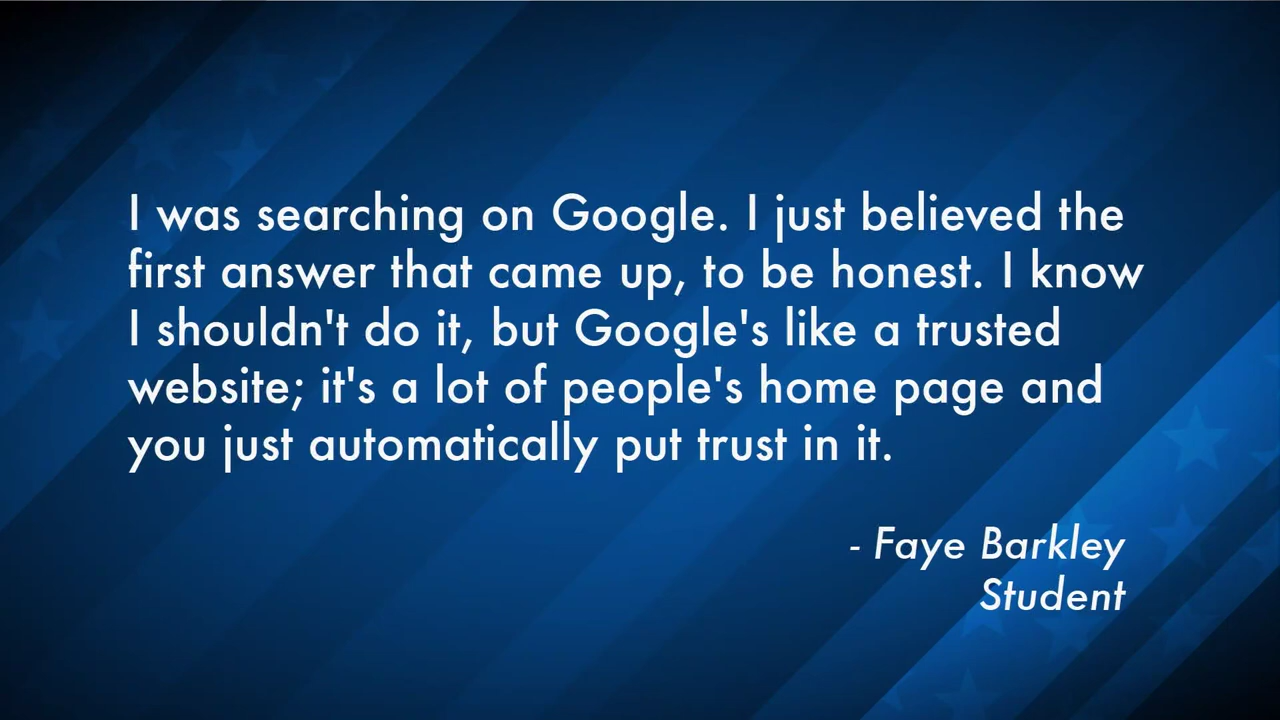 I was searching on Google. I just believed the
first answer that came up, to be honest. I know
I shouldn't do it, but Google's like a trusted
website; it's a lot of people's home page and
you just automatically put trust in it.
- Faye Barkley
Student